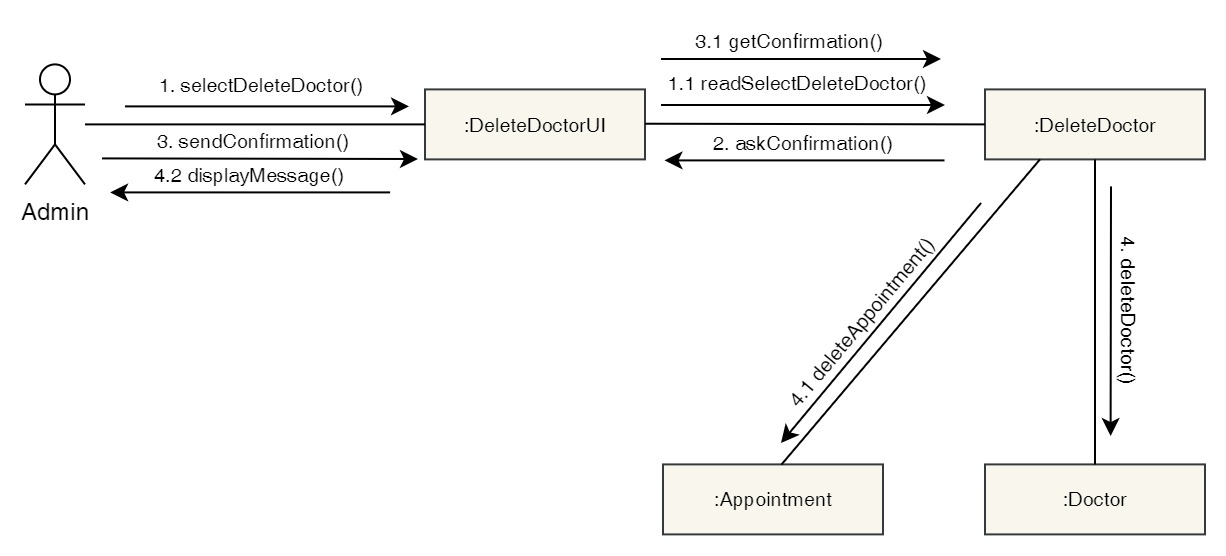 3.1 getConfirmation()
1. selectDeleteDoctor()
1.1 readSelectDeleteDoctor()
:DeleteDoctorUI
:DeleteDoctor
3. sendConfirmation()
2. askConfirmation()
4.2 displayMessage()
Admin
4.1 deleteAppointment()
4. deleteDoctor()
:Appointment
:Doctor